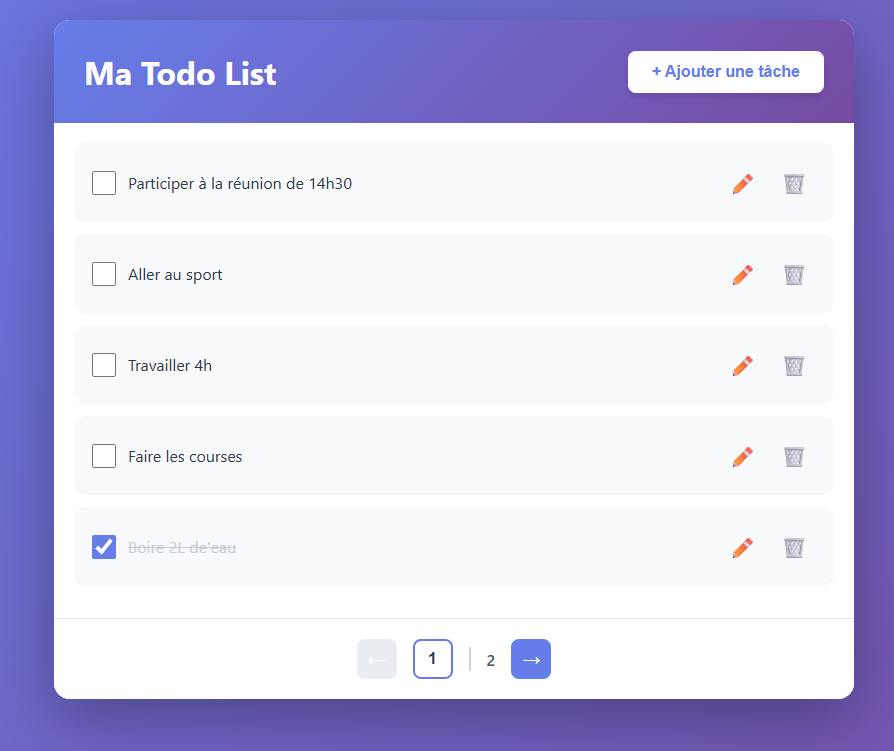 Ma Todo List
+ Ajouter une tâche
Participer à la réunion de 14h30
Aller au sport
Travailler 4h
Faire les courses
Boire 2L de'eau
← 1 | 2 →